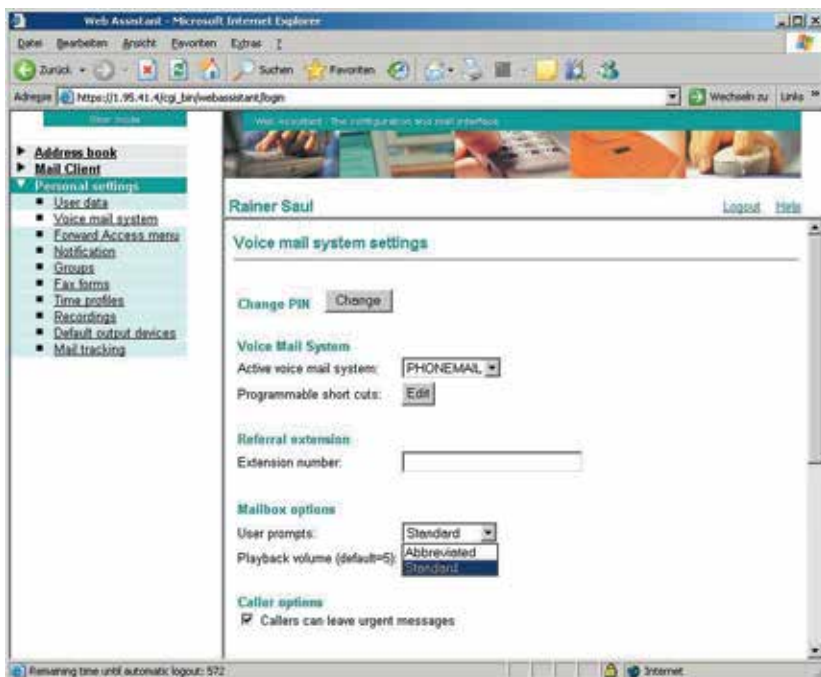 Web Assistant - Microsoft Internet Explorer
Datei Bearbeiten Ansicht Favoriten Extras ?
Zurück Suchen Favoriten
Adresse https://1.95.41.4/cgi_bin/webassistant/login Wechseln zu Links »
User mode
Web Assistant - The configuration and mail interface
Address book
Mail Client
Personal settings
User data
Voice mail system
Forward Access menu
Notification
Groups
Fax forms
Time profiles
Recordings
Default output devices
Mail tracking
Rainer Saul Logout Help
Voice mail system settings
Change PIN Change
Voice Mail System
Active voice mail system: PHONEMAIL
Programmable short cuts: Edit
Referral extension
Extension number:
Mailbox options
User prompts: Standard
Abbreviated
Playback volume (default=5): Standard
Caller options
Callers can leave urgent messages
Remaining time until automatic logout: 572 Internet